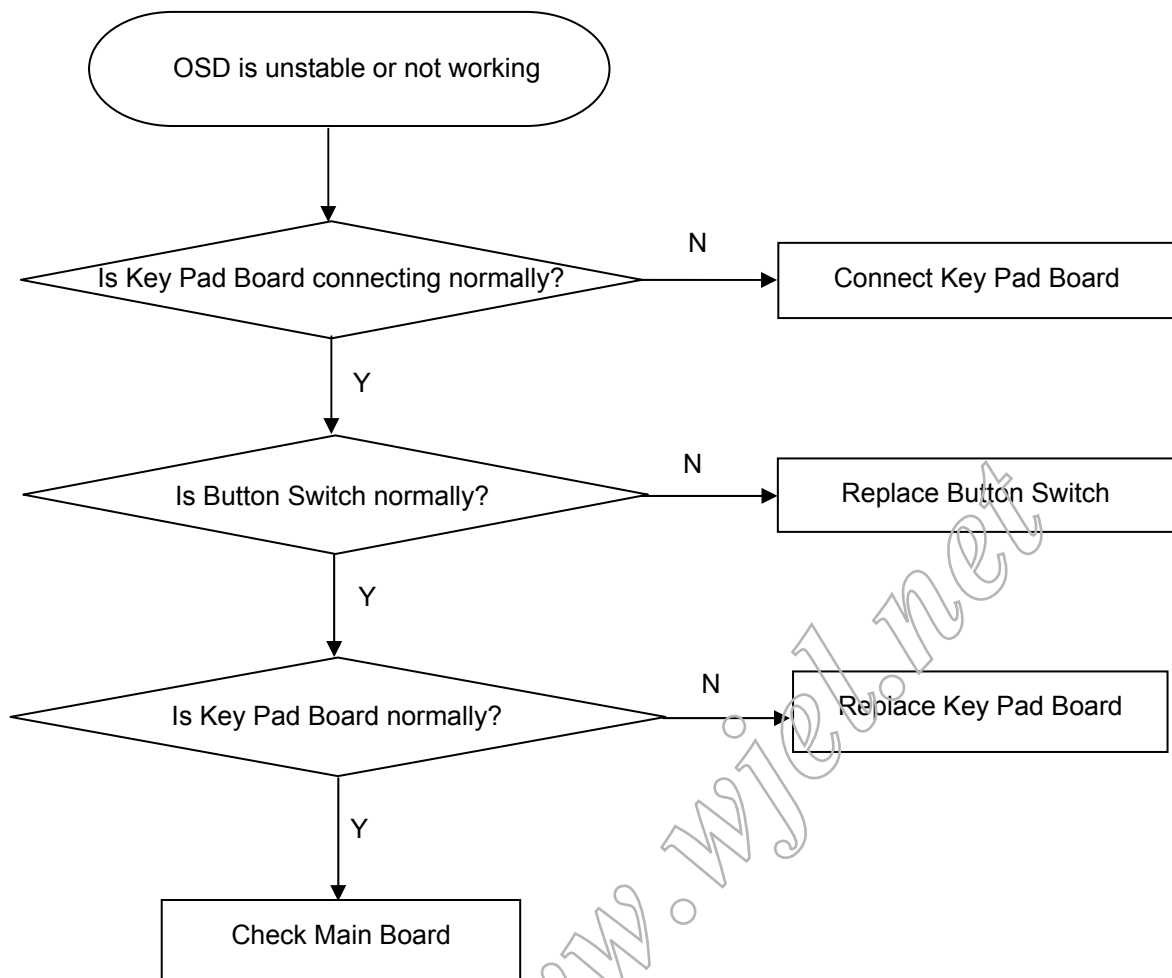 OSD is unstable or not working
Is Key Pad Board connecting normally?
N
Connect Key Pad Board
Y
Is Button Switch normally?
N
Replace Button Switch
Y
Is Key Pad Board normally?
N
Replace Key Pad Board
Y
Check Main Board
w.wjel.net